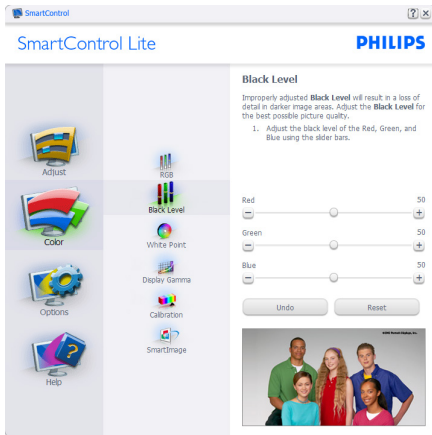 SmartControl
SmartControl Lite
PHILIPS
Adjust
Color
Options
Help
RGB
Black Level
White Point
Display Gamma
Calibration
SmartImage
Black Level
Improperly adjusted Black Level will result in a loss of
detail in darker image areas. Adjust the Black Level for
the best possible picture quality.
1. Adjust the black level of the Red, Green, and
Blue using the slider bars.
Red 50
Green 50
Blue 50
Undo Reset